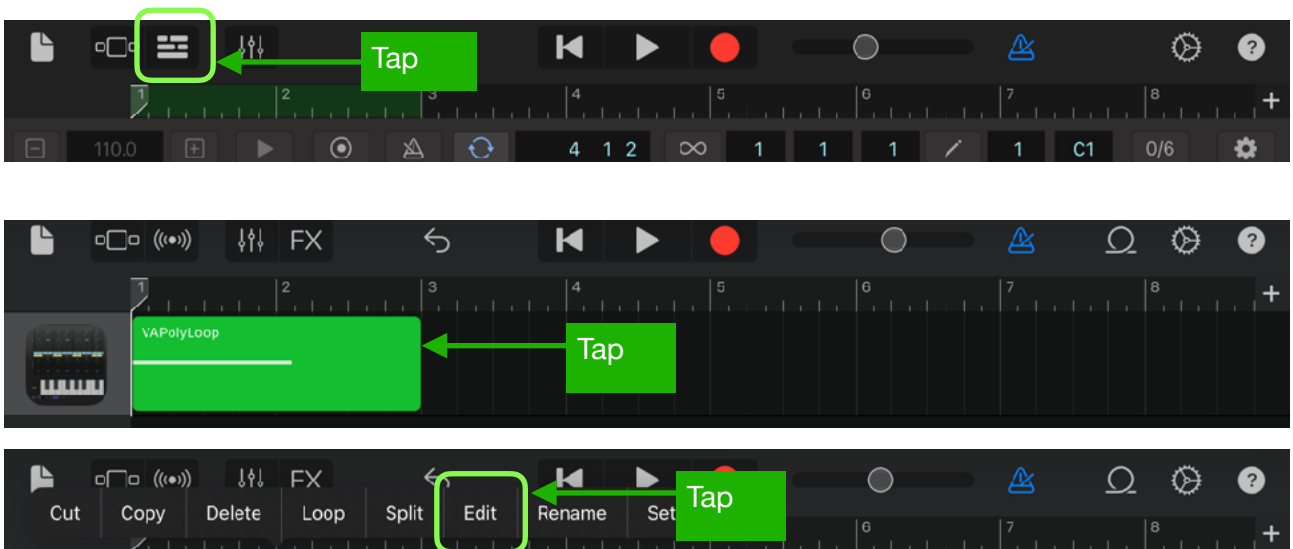 Tap
1 2 3 4 5 6 7 8 +
110.0 4 1 2 1 1 1 1 C1 0/6
FX ?
1 2 3 4 5 6 7 8 +
VAPolyLoop
Tap
FX ?
Tap
Cut Copy Delete Loop Split Edit Rename Set
6 7 8 +